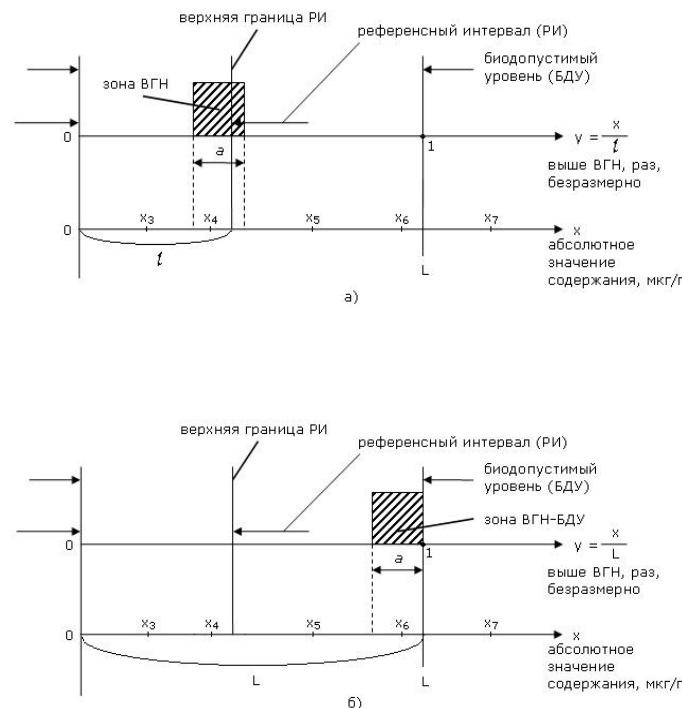 верхняя граница РИ
референсный интервал (РИ)
биодопустимый
уровень (БДУ)
зона ВГН
0
1
y = x/l
a
выше ВГН, раз,
безразмерно
0
x3
x4
x5
x6
x7
x
l
L
абсолютное
значение
содержания, мкг/г
а)
верхняя граница РИ
референсный интервал (РИ)
биодопустимый
уровень (БДУ)
зона ВГН-БДУ
0
1
y = x/L
a
выше ВГН, раз,
безразмерно
0
x3
x4
x5
x6
x7
x
абсолютное
значение
содержания, мкг/г
L
L
б)